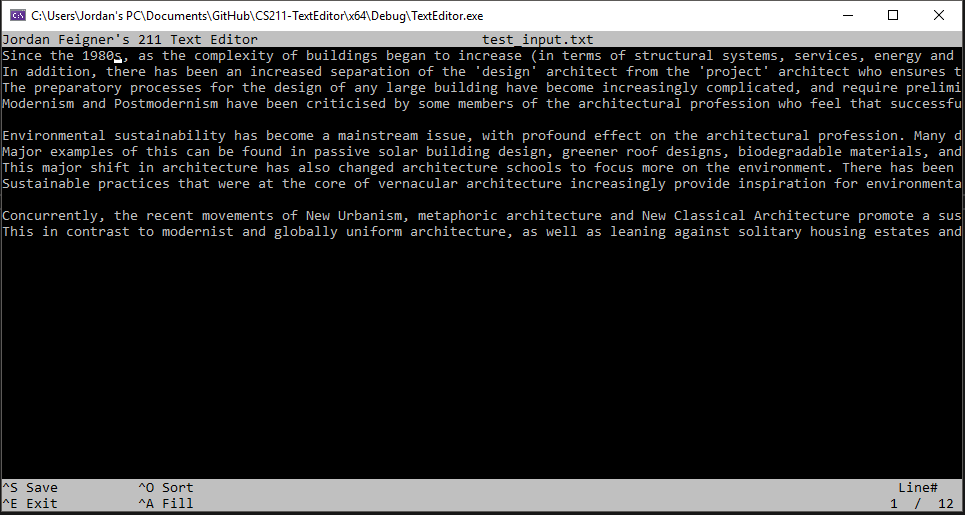 C:\Users\Jordan's PC\Documents\GitHub\CS211-TextEditor\x64\Debug\TextEditor.exe
Jordan Feigner's 211 Text Editor test_input.txt
Since the 1980s, as the complexity of buildings began to increase (in terms of structural systems, services, energy and
In addition, there has been an increased separation of the 'design' architect from the 'project' architect who ensures t
The preparatory processes for the design of any large building have become increasingly complicated, and require prelimi
Modernism and Postmodernism have been criticised by some members of the architectural profession who feel that successfu
Environmental sustainability has become a mainstream issue, with profound effect on the architectural profession. Many d
Major examples of this can be found in passive solar building design, greener roof designs, biodegradable materials, and
This major shift in architecture has also changed architecture schools to focus more on the environment. There has been
Sustainable practices that were at the core of vernacular architecture increasingly provide inspiration for environmenta
Concurrently, the recent movements of New Urbanism, metaphoric architecture and New Classical Architecture promote a sus
This in contrast to modernist and globally uniform architecture, as well as leaning against solitary housing estates and
^S Save ^O Sort Line#
^E Exit ^A Fill 1 / 12